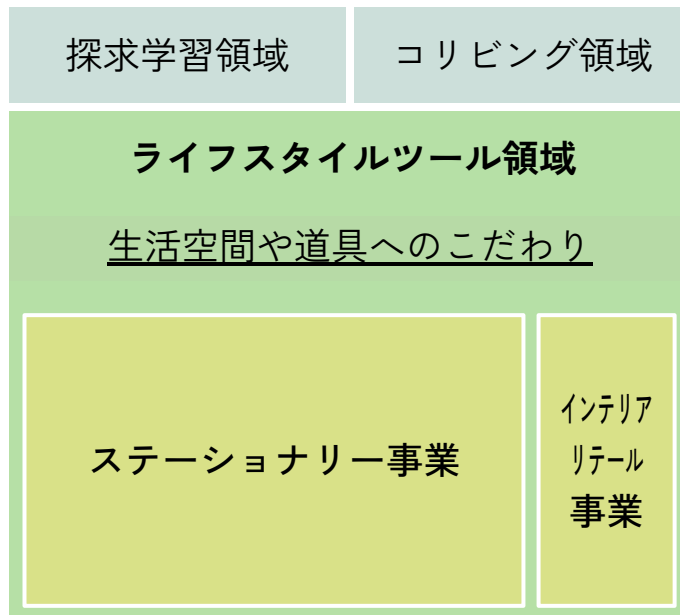 探求学習領域
コリビング領域
ライフスタイルツール領域
生活空間や道具へのこだわり
ステーショナリー事業
ｲﾝﾃﾘｱ
ﾘﾃｰﾙ
事業